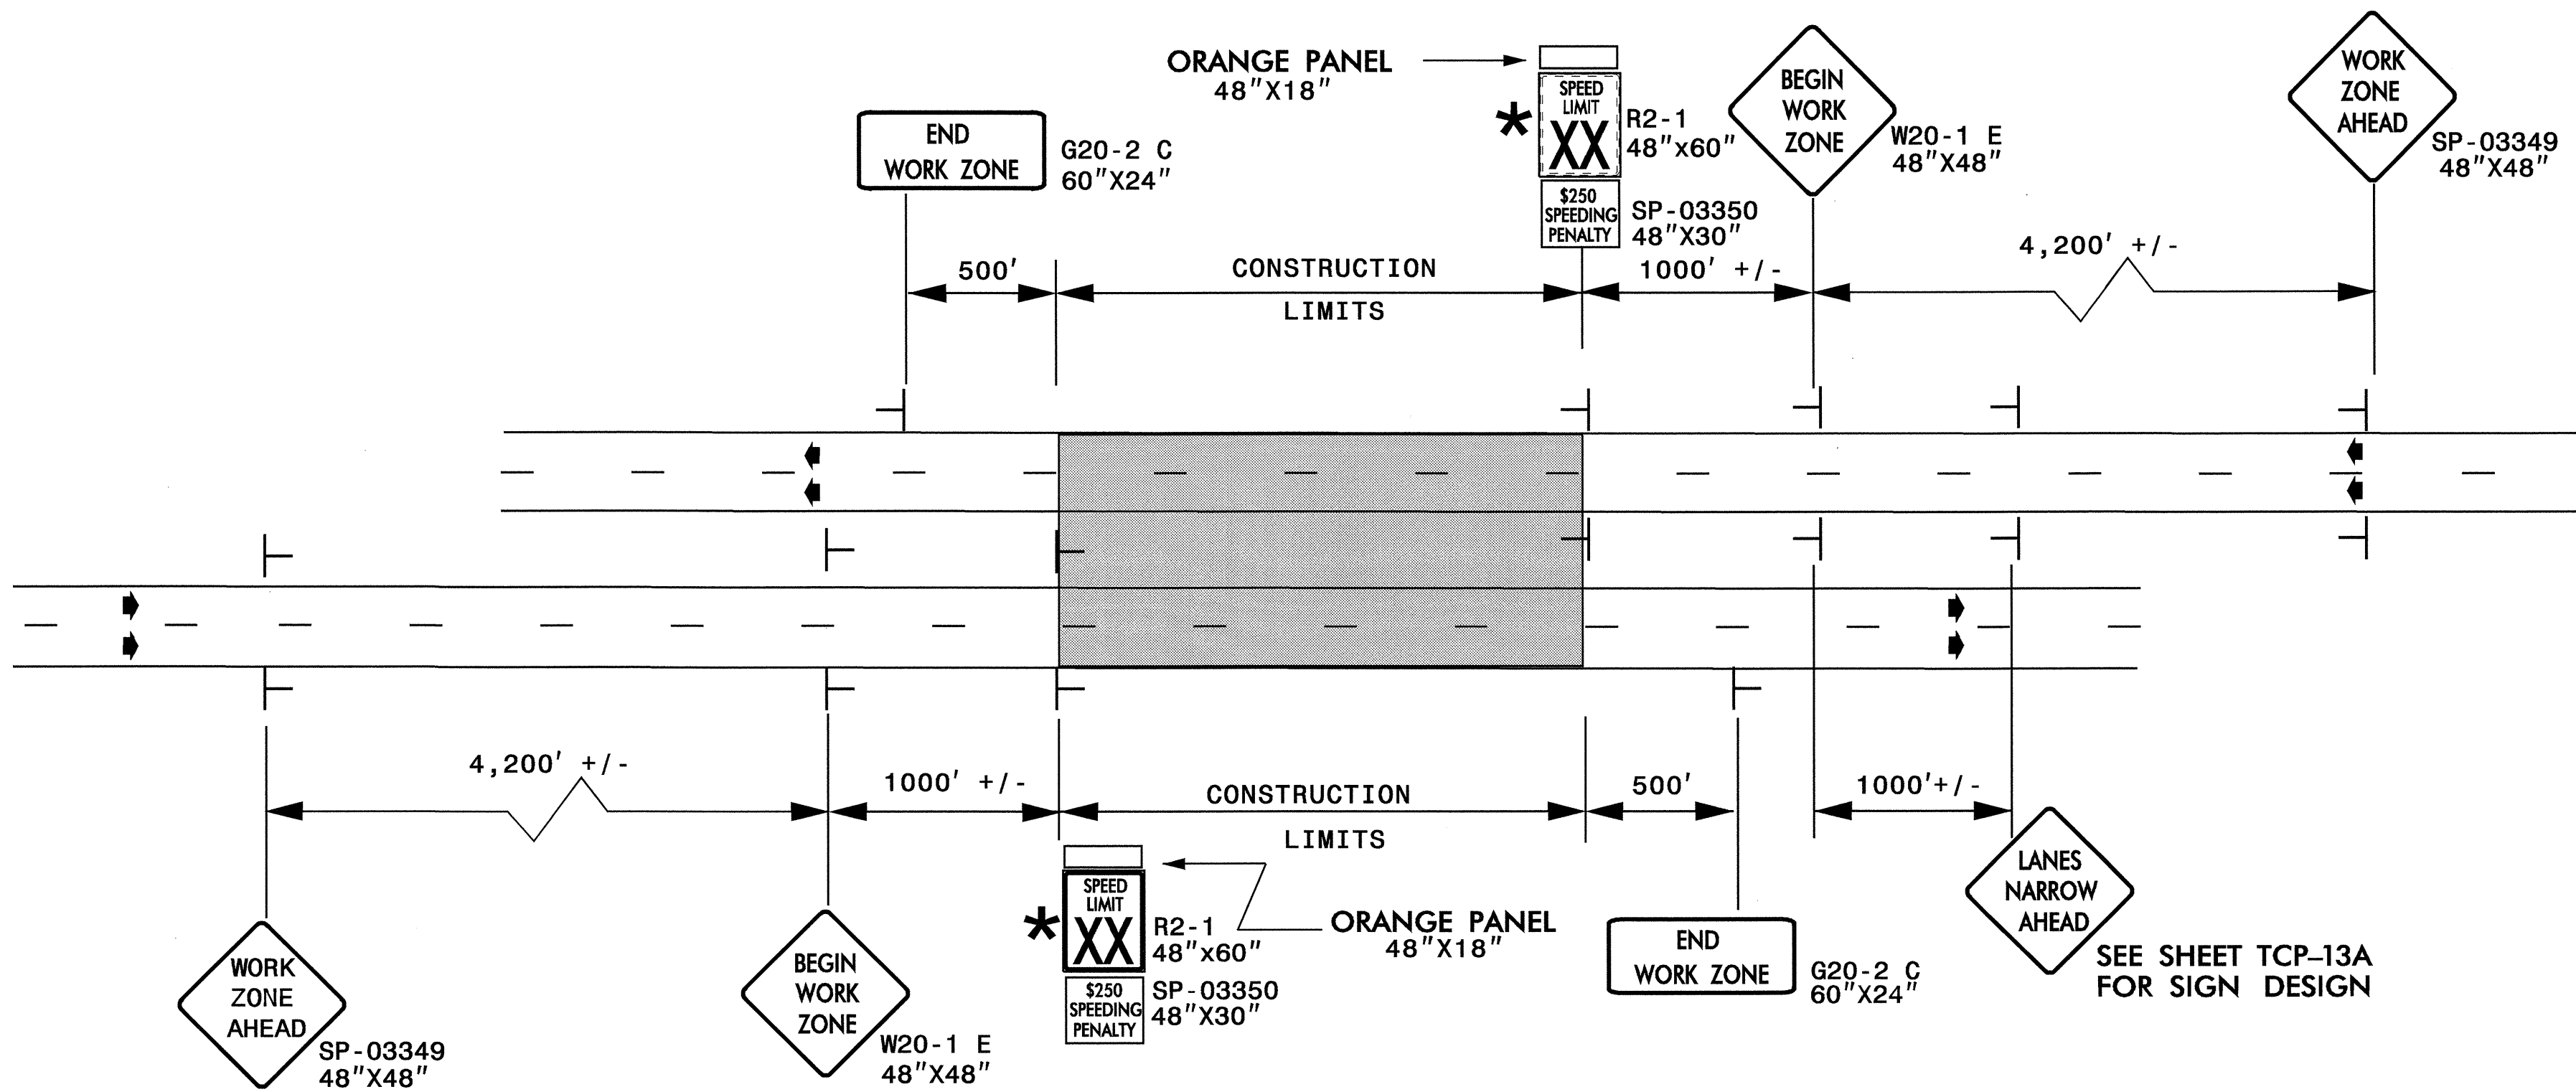 ORANGE PANEL
48"X18"
END
WORK ZONE
G20-2 C
60"X24"
*
SPEED
LIMIT
XX
R2-1
48"x60"
$250
SPEEDING
PENALTY
SP-03350
48"X30"
BEGIN
WORK
ZONE
W20-1 E
48"X48"
WORK
ZONE
AHEAD
SP-03349
48"X48"
500'
CONSTRUCTION
LIMITS
1000' +/-
4,200' +/-
4,200' +/-
1000' +/-
CONSTRUCTION
LIMITS
500'
1000'+/-
WORK
ZONE
AHEAD
SP-03349
48"X48"
BEGIN
WORK
ZONE
W20-1 E
48"X48"
*
SPEED
LIMIT
XX
R2-1
48"x60"
$250
SPEEDING
PENALTY
SP-03350
48"X30"
ORANGE PANEL
48"X18"
END
WORK ZONE
G20-2 C
60"X24"
LANES
NARROW
AHEAD
SEE SHEET TCP–13A
FOR SIGN DESIGN